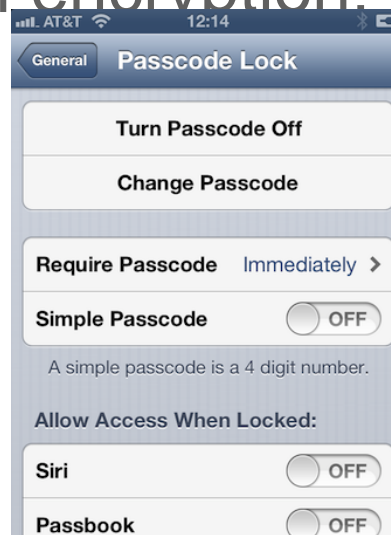 encryption.
AT&T 12:14
General Passcode Lock
Turn Passcode Off
Change Passcode
Require Passcode Immediately >
Simple Passcode OFF
A simple passcode is a 4 digit number.
Allow Access When Locked:
Siri OFF
Passbook OFF